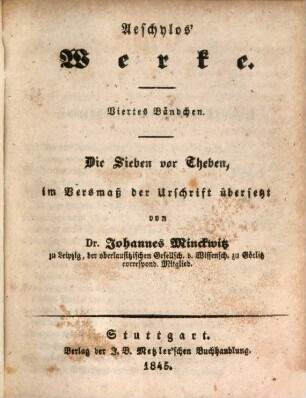 Aeschylos'
Werke.
Viertes Bändchen.
Die Sieben vor Theben,
im Versmaß der Urschrift übersetzt
von
Dr. Johannes Minckwitz
zu Leipzig, der oberlausitzischen Gesellsch. d. Wissensch. zu Görlitz
correspond. Mitglied.
Stuttgart.
Verlag der J. B. Metzler'schen Buchhandlung.
1845.